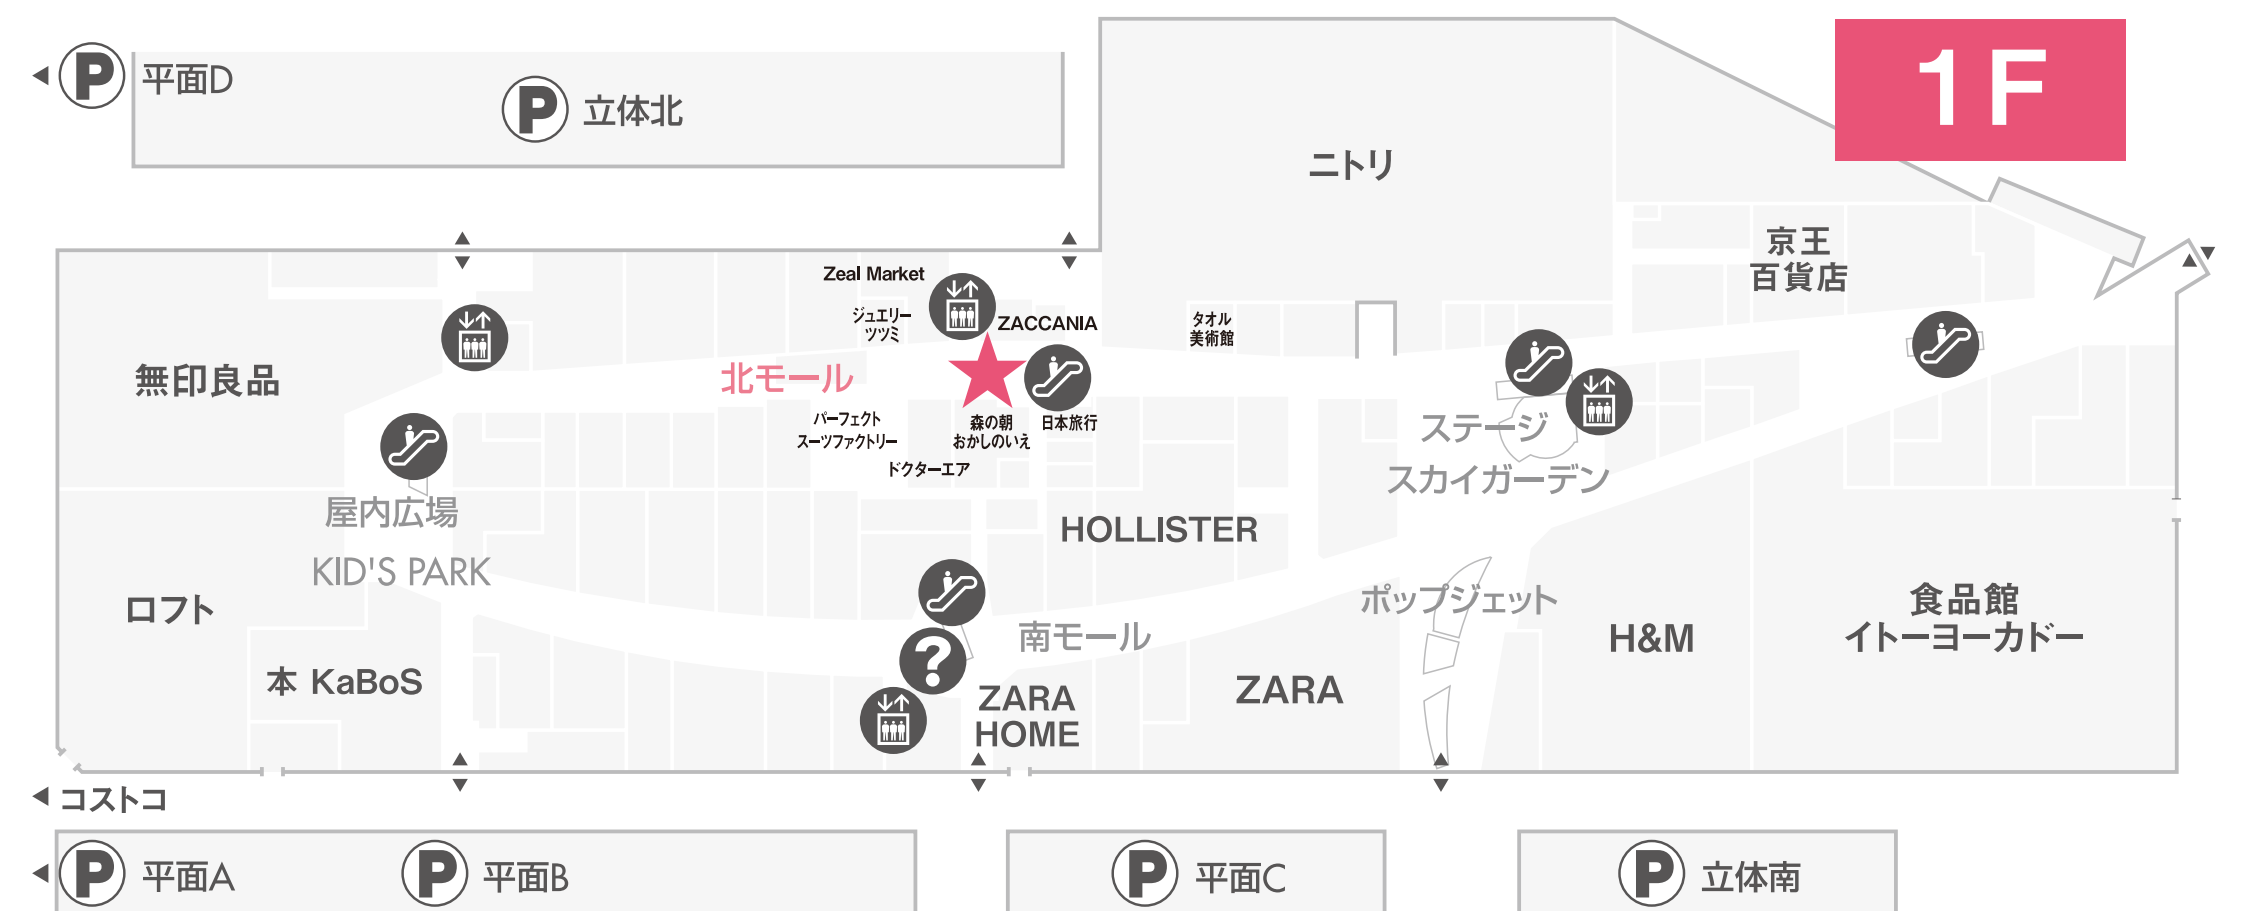 1F
P 平面D
P 立体北
ニトリ
京王
百貨店
Zeal Market
ジュエリー
ツツミ
ZACCANIA
タオル
美術館
無印良品
北モール
パーフェクト
スーツファクトリー
森の朝
おかしのいえ
日本旅行
ドクターエア
ステージ
スカイガーデン
屋内広場
KID'S PARK
HOLLISTER
ロフト
本 KaBoS
?
南モール
ポップジェット
ZARA
HOME
ZARA
H&M
食品館
イトーヨーカドー
コストコ
P 平面A
P 平面B
P 平面C
P 立体南